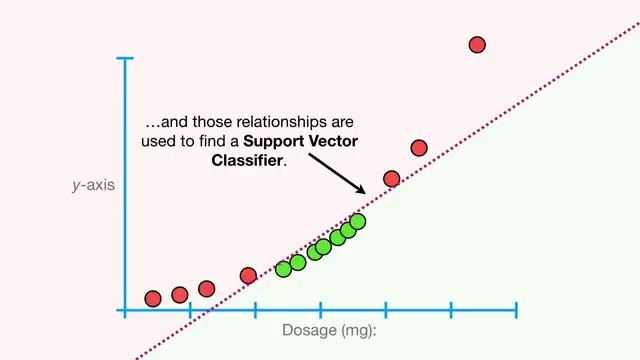 …and those relationships are
used to find a Support Vector
Classifier.
y-axis
Dosage (mg):